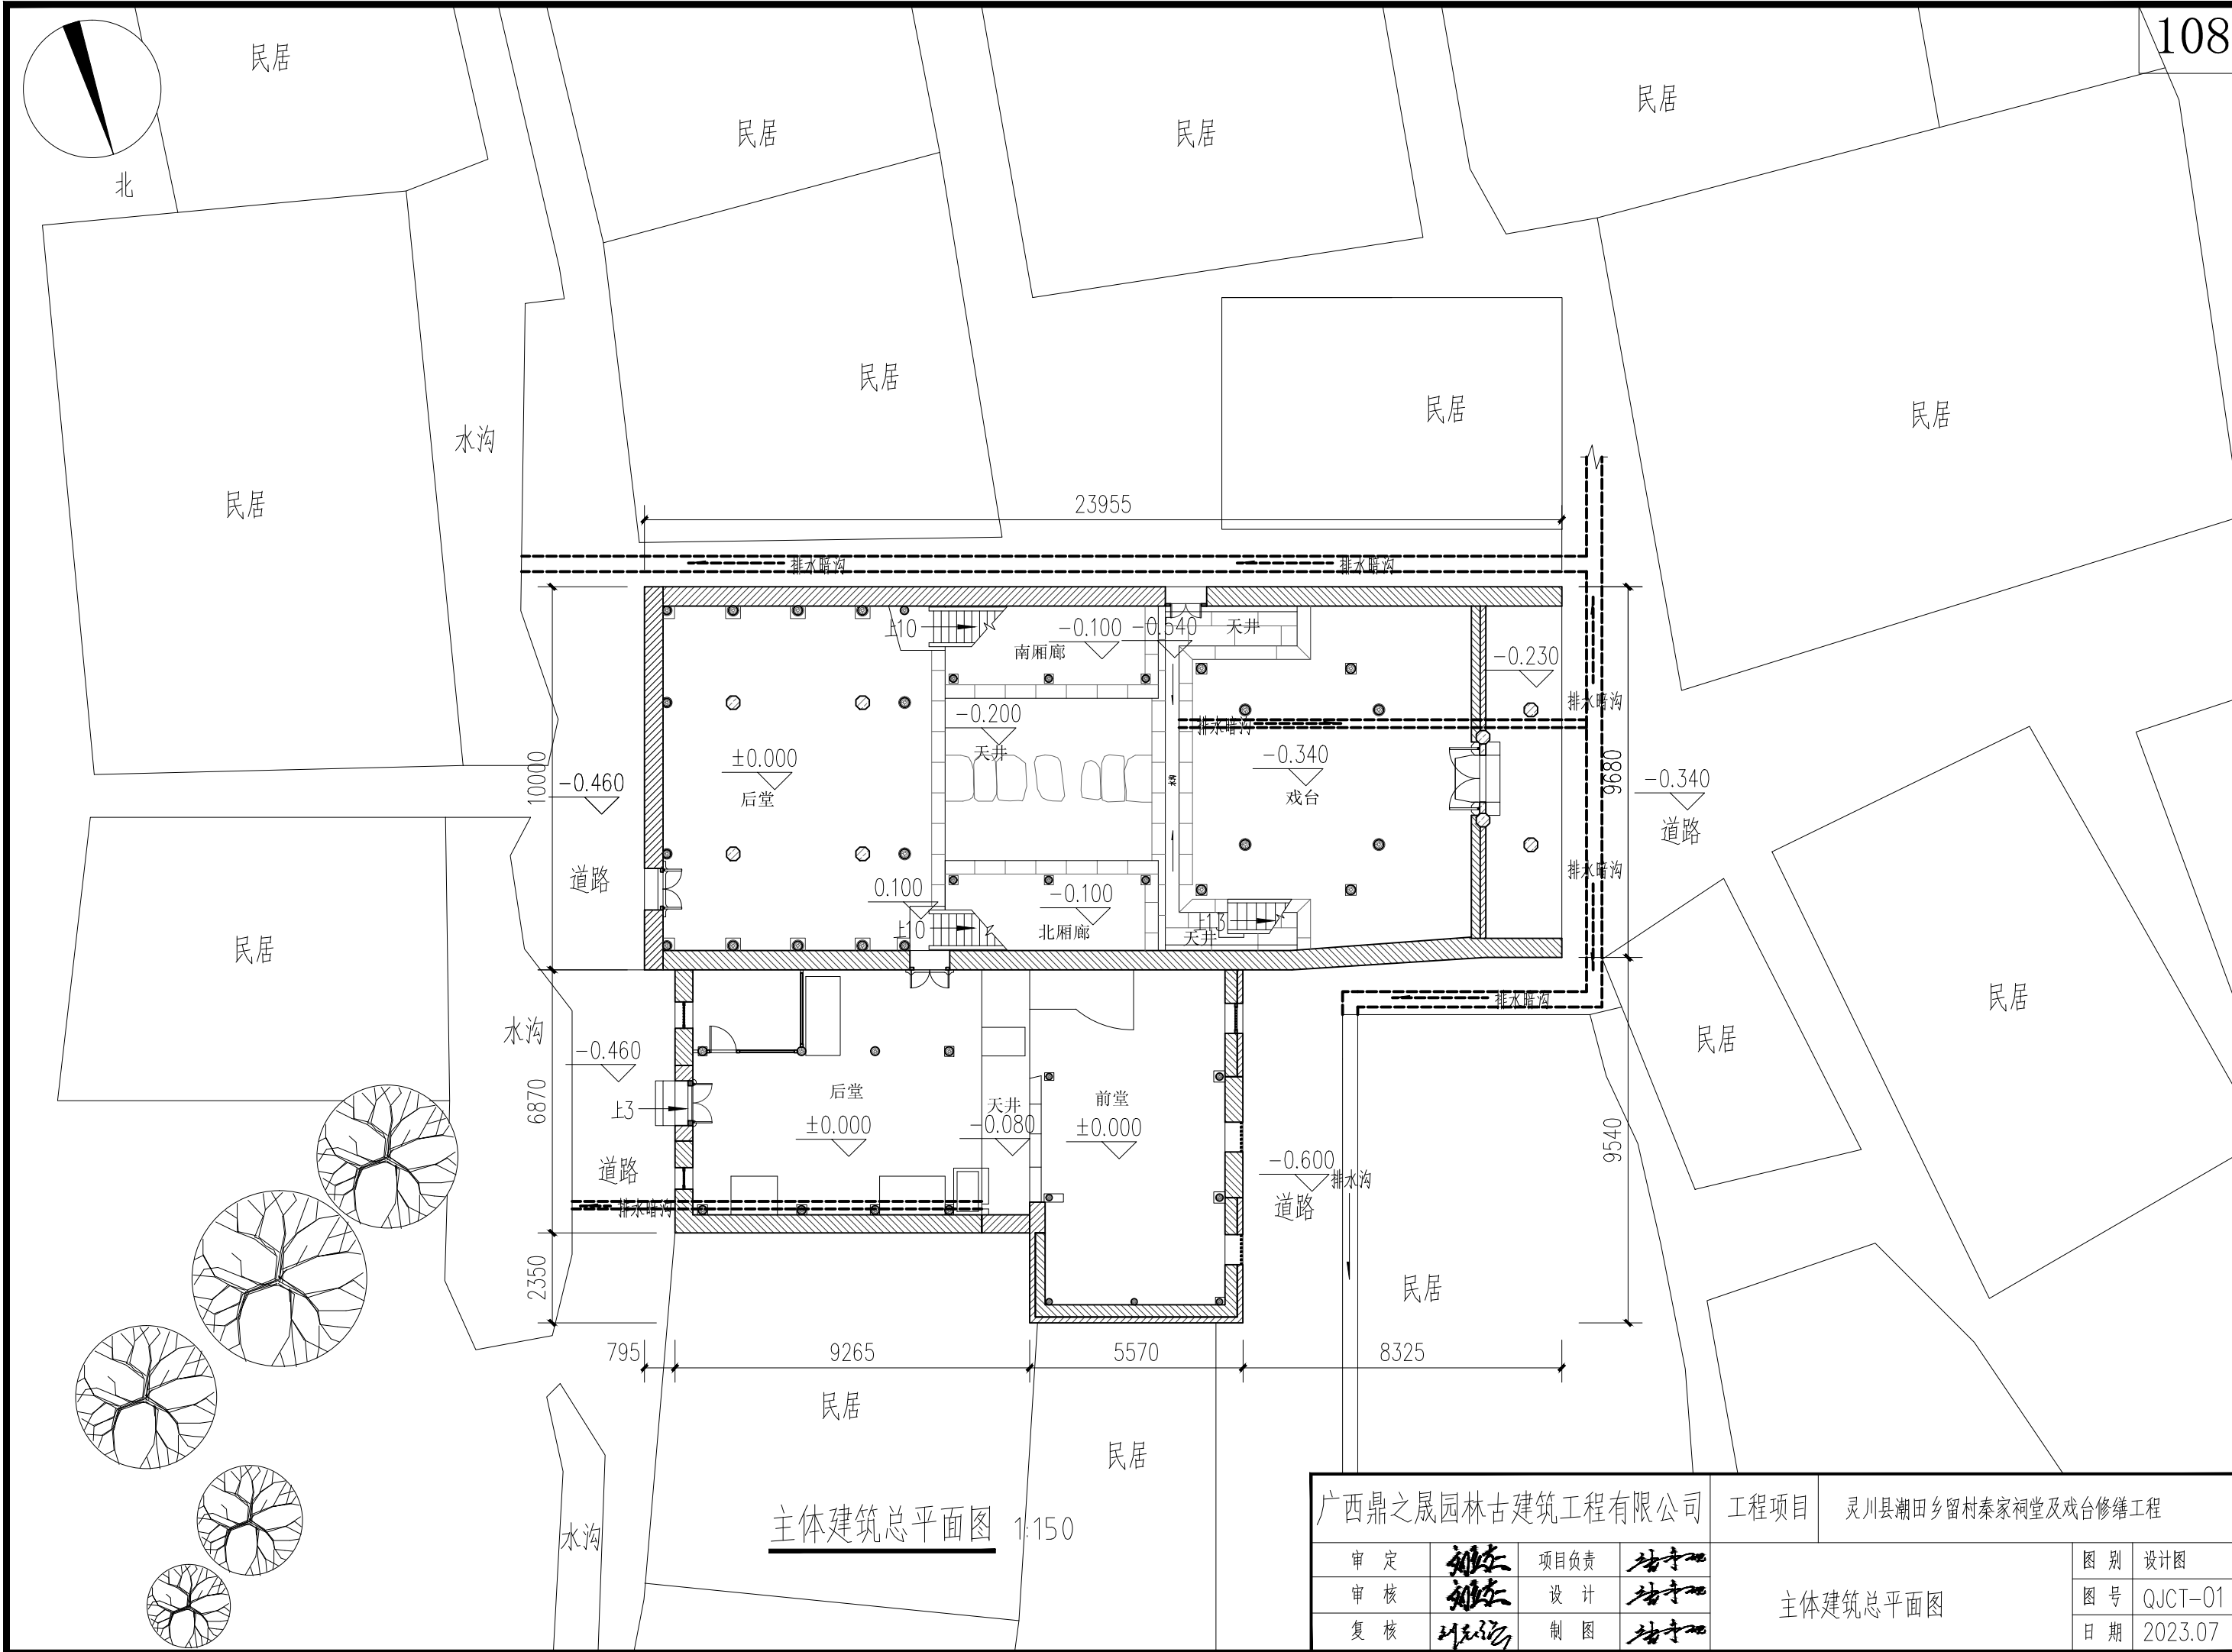 108
民居
民居
民居
民居
北
民居
民居
民居
民居
水沟
民居
23955
排水暗沟
排水暗沟
上10
-0.100
-0.540
天井
南厢廊
-0.230
排水暗沟
-0.200
天井
排水暗沟
±0.000
后堂
-0.340
戏台
水沟
10000
-0.460
道路
9680
-0.340
道路
0.100
-0.100
上10
北厢廊
上13
天井
排水暗沟
民居
民居
排水暗沟
民居
水沟
-0.460
6870
上3
后堂
±0.000
天井
-0.080
前堂
±0.000
9540
道路
-0.600
道路
排水沟
排水暗沟
2350
民居
795
9265
5570
8325
民居
民居
水沟
主体建筑总平面图 1:150
广西鼎之晟园林古建筑工程有限公司
工程项目
灵川县潮田乡留村秦家祠堂及戏台修缮工程
审定
项目负责
审核
设计
复核
制图
主体建筑总平面图
图别
设计图
图号
QJCT-01
日期
2023.07